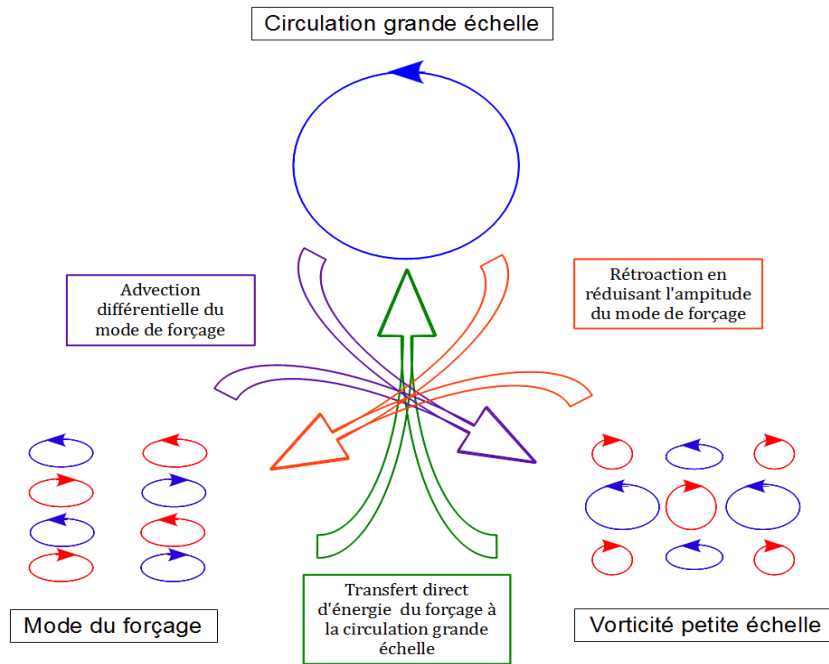 Circulation grande échelle
Advection
différentielle du
mode de forçage
Rétroaction en
réduisant l'ampitude
du mode de forçage
Transfert direct
d'énergie du forçage à
la circulation grande
échelle
Mode du forçage
Vorticité petite échelle